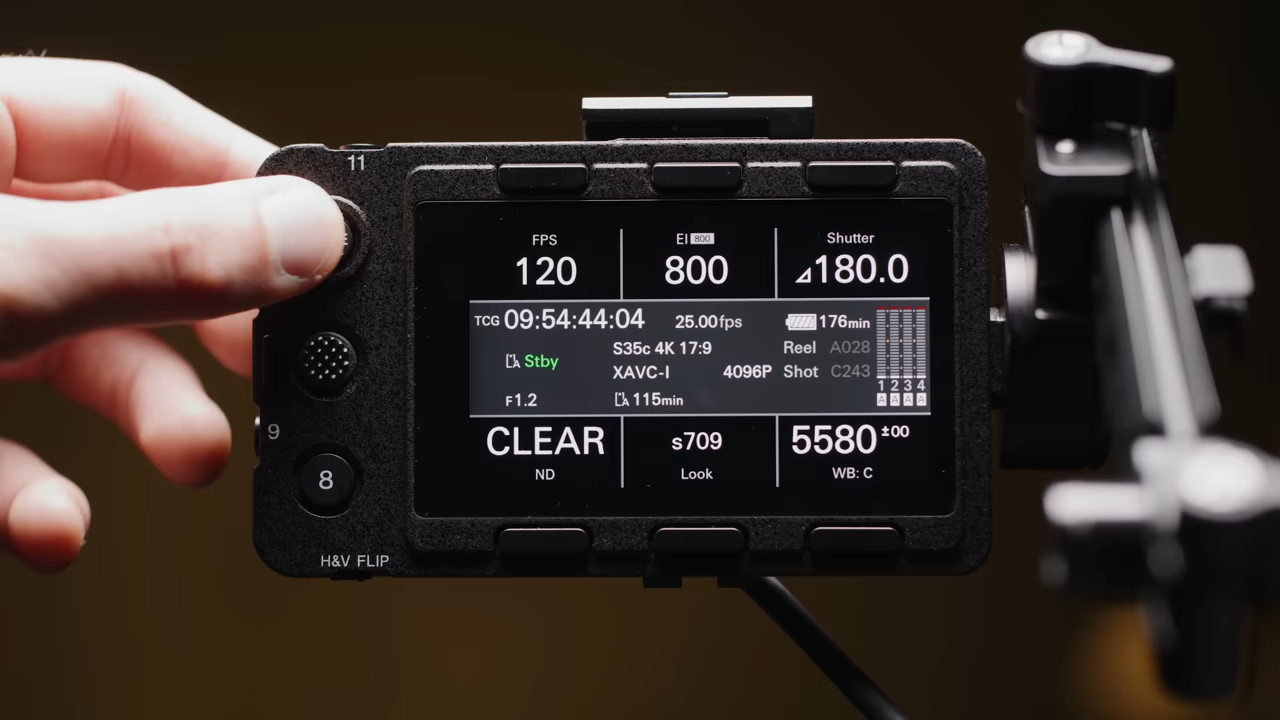 11
FPS
120
EI 800
800
Shutter
⊿180.0
TCG 09:54:44:04
25.00fps
176min
S35c 4K 17:9
Reel A028
A Stby
XAVC-I
4096P
Shot C243
F1.2
A 115min
1 2 3 4
A A A A
9
8
CLEAR
ND
s709
Look
5580 ±00
WB: C
H&V FLIP